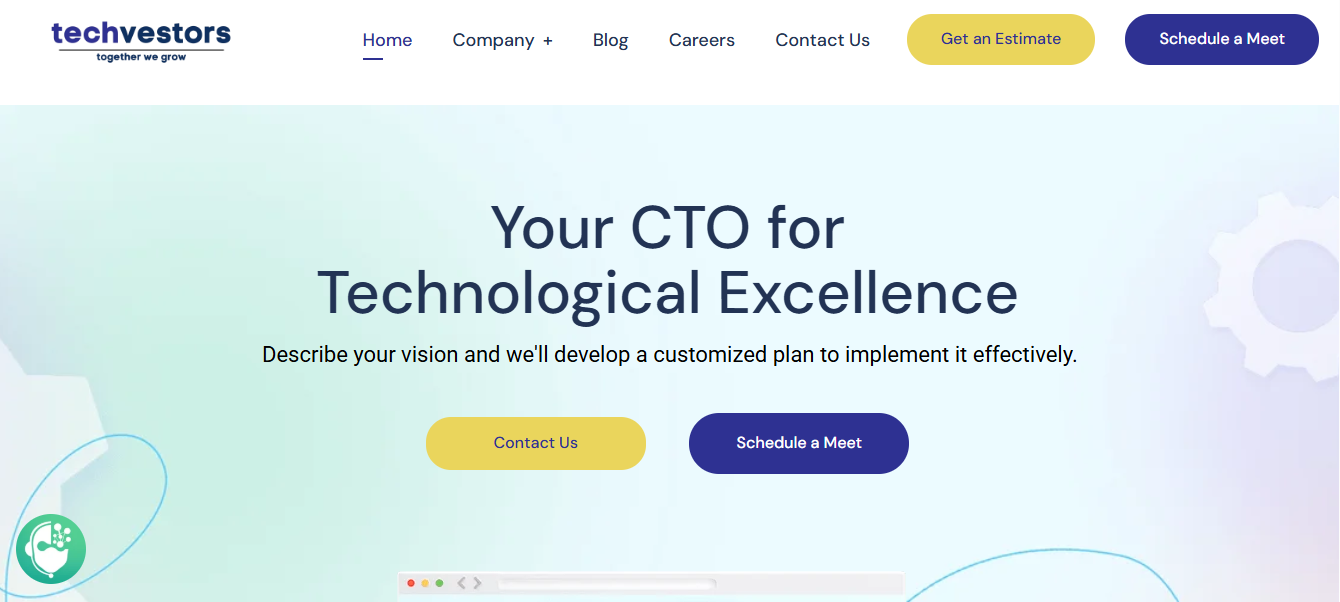 techvestors
together we grow
Home
Company +
Blog
Careers
Contact Us
Get an Estimate
Schedule a Meet
Your CTO for
Technological Excellence
Describe your vision and we'll develop a customized plan to implement it effectively.
Contact Us
Schedule a Meet